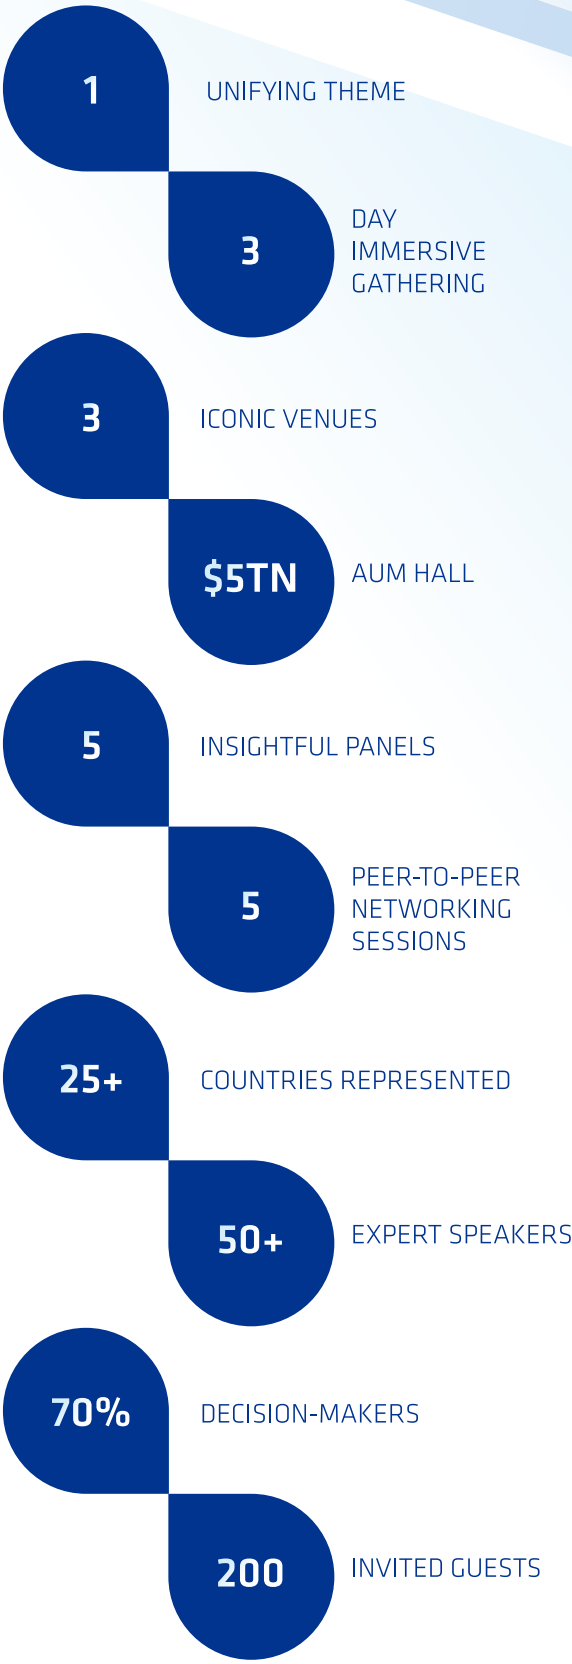 1
UNIFYING THEME
3
DAY
IMMERSIVE
GATHERING
3
ICONIC VENUES
$5TN
AUM HALL
5
INSIGHTFUL PANELS
5
PEER-TO-PEER
NETWORKING
SESSIONS
25+
COUNTRIES REPRESENTED
50+
EXPERT SPEAKERS
70%
DECISION-MAKERS
200
INVITED GUESTS